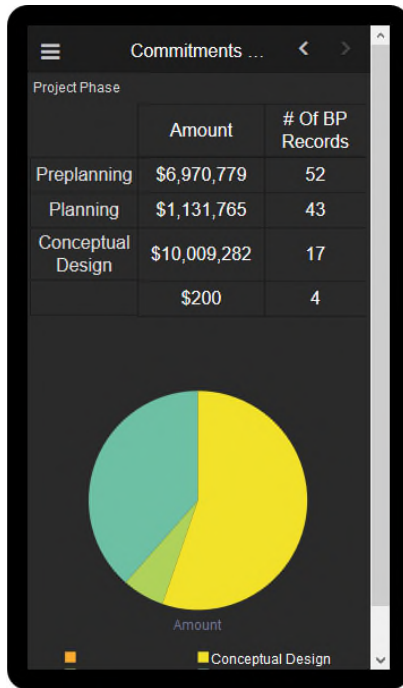 Commitments ...
Project Phase
Amount # Of BP Records
Preplanning $6,970,779 52
Planning $1,131,765 43
Conceptual Design $10,009,282 17
$200 4
Amount
Conceptual Design